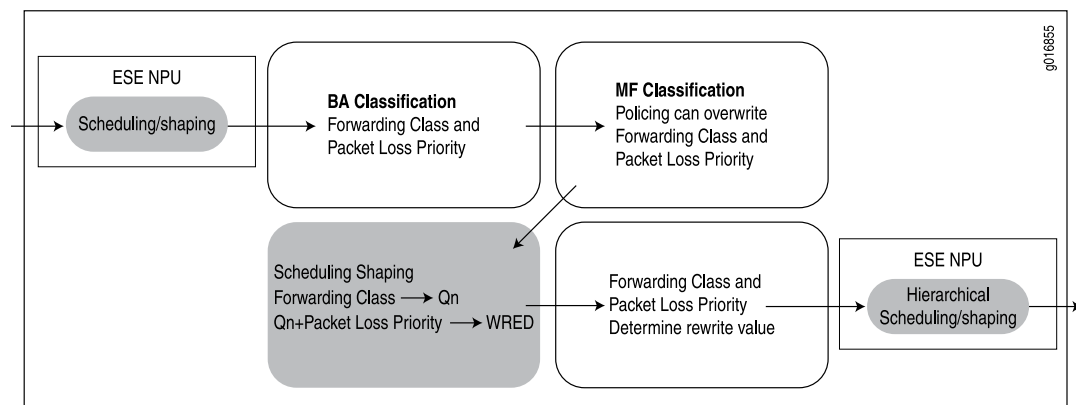 g016855
ESE NPU
Scheduling/shaping
BA Classification
Forwarding Class and
Packet Loss Priority
MF Classification
Policing can overwrite
Forwarding Class and
Packet Loss Priority
Scheduling Shaping
Forwarding Class → Qn
Qn+Packet Loss Priority → WRED
Forwarding Class and
Packet Loss Priority
Determine rewrite value
ESE NPU
Hierarchical
Scheduling/shaping